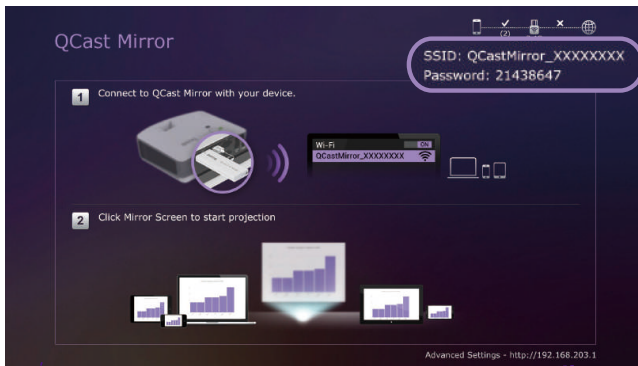 QCast Mirror
(2)
SSID: QCastMirror_XXXXXXXX
Password: 21438647
1 Connect to QCast Mirror with your device.
Wi-Fi ON
QCastMirror_XXXXXXXX
2 Click Mirror Screen to start projection
Advanced Settings - http://192.168.203.1